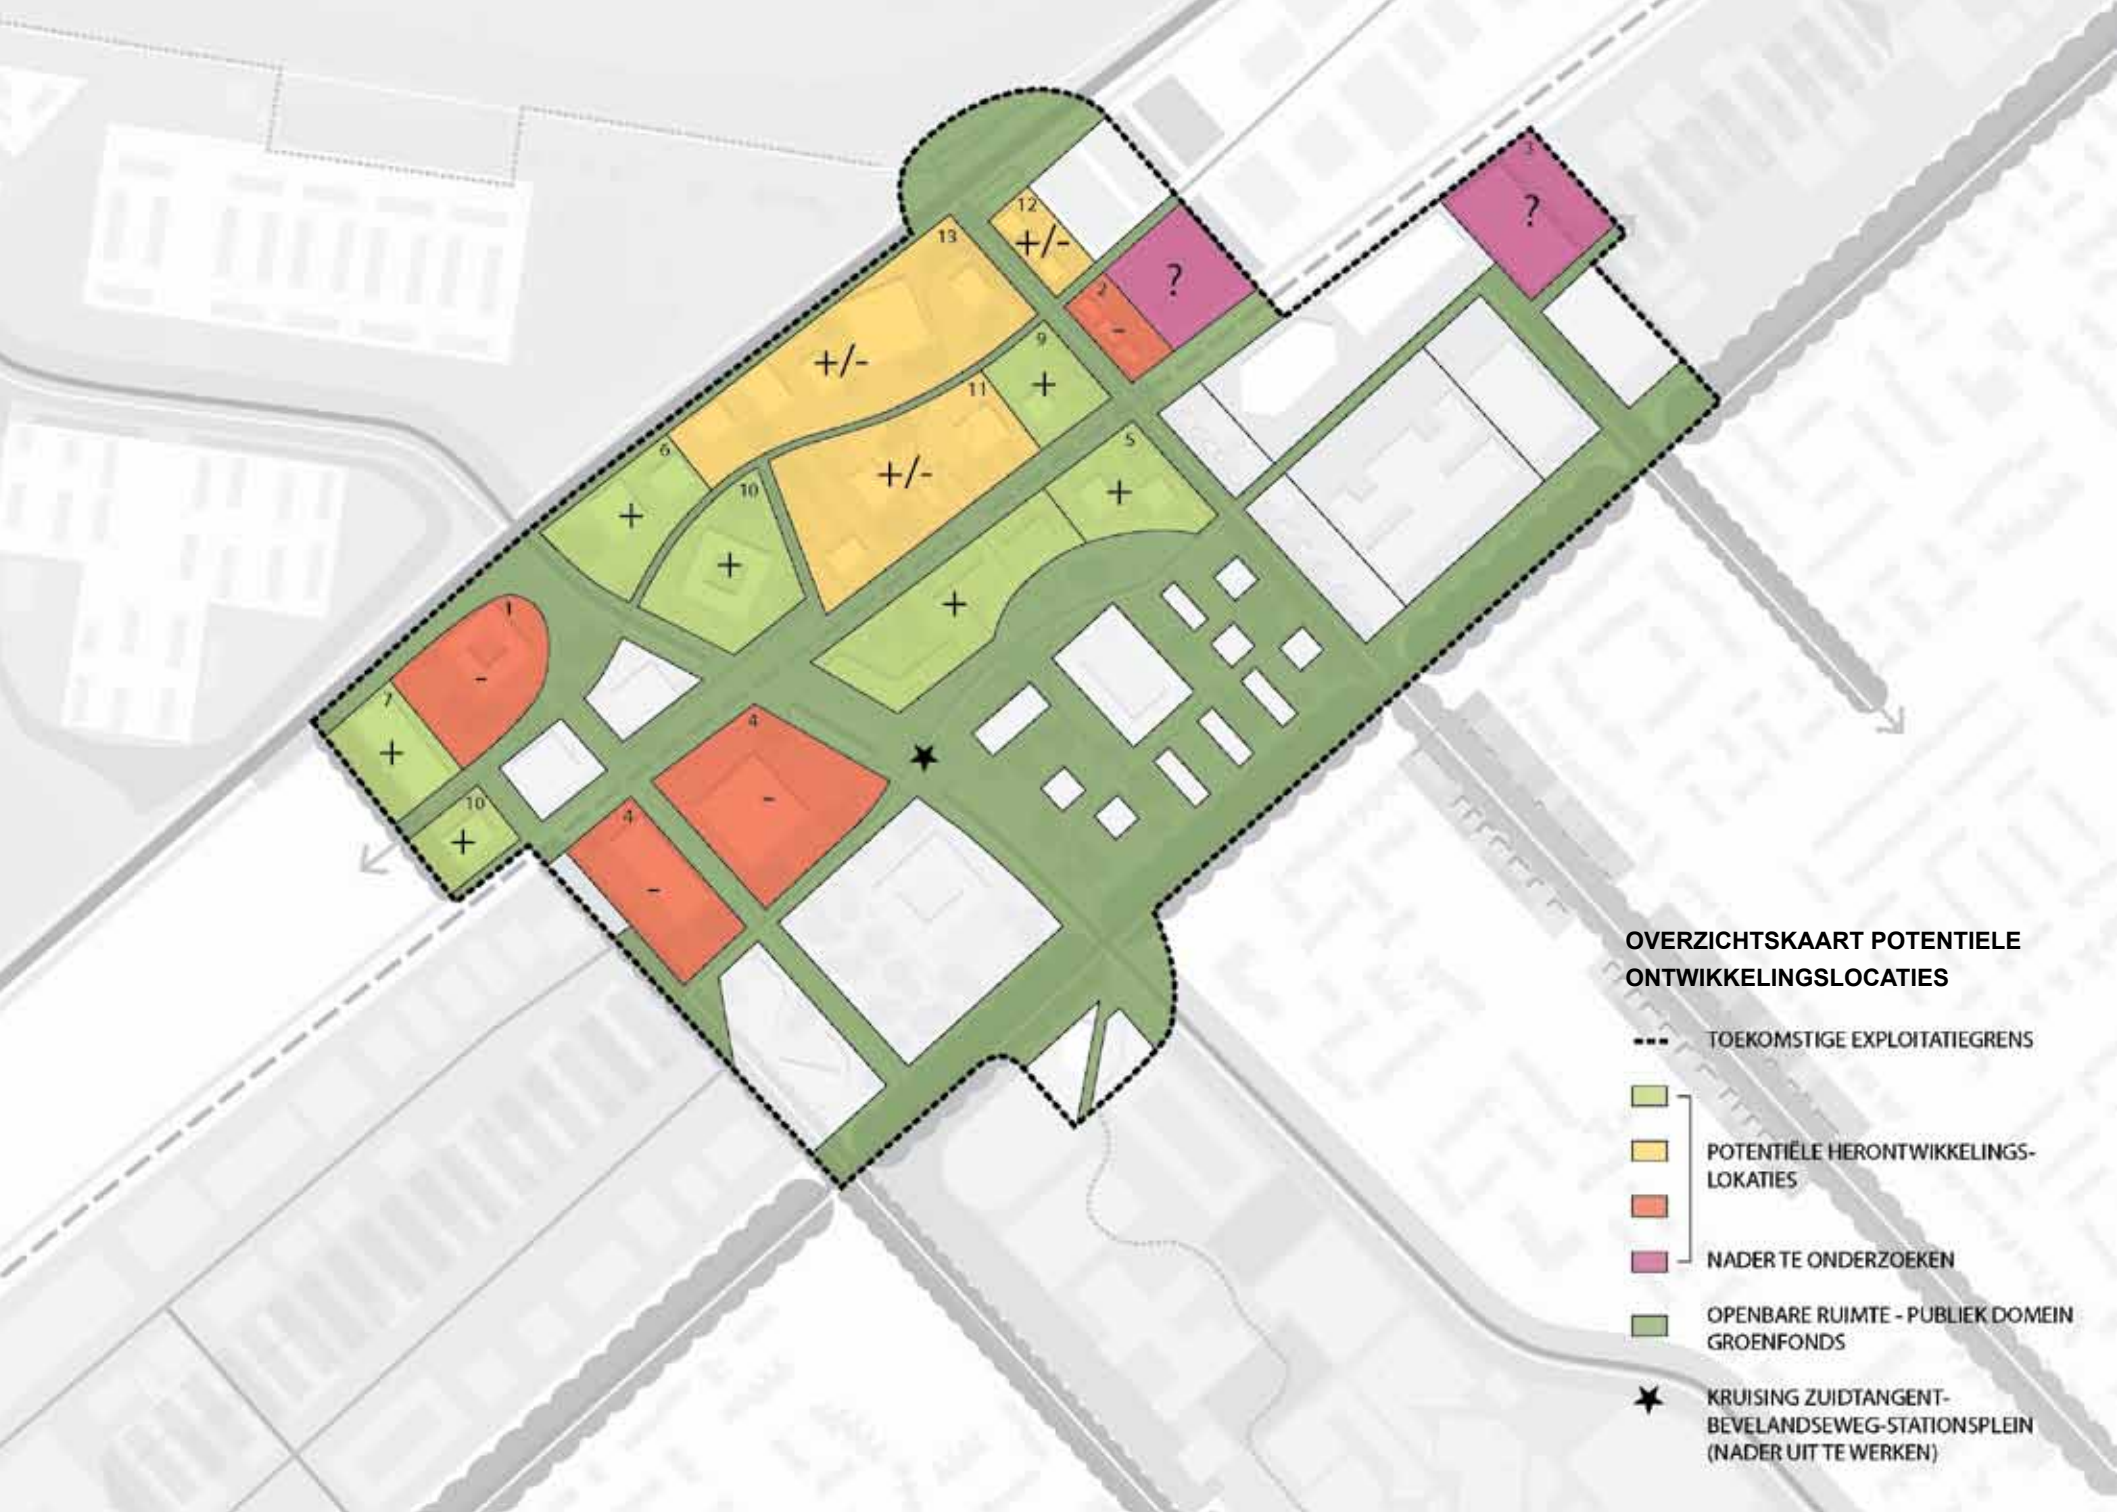 3
?
12
+/-
13
?
2
-
9
+
+/-
11
5
+/-
+
6
10
+
+
+
1
-
7
+
4
-
10
+
4
-
OVERZICHTSKAART POTENTIELE
ONTWIKKELINGSLOCATIES
TOEKOMSTIGE EXPLOITATIEGRENS
POTENTIËLE HERONTWIKKELINGS-
LOKATIES
NADER TE ONDERZOEKEN
OPENBARE RUIMTE - PUBLIEK DOMEIN
GROENFONDS
KRUISING ZUIDTANGENT-
BEVELANDSEWEG-STATIONSPLEIN
(NADER UIT TE WERKEN)